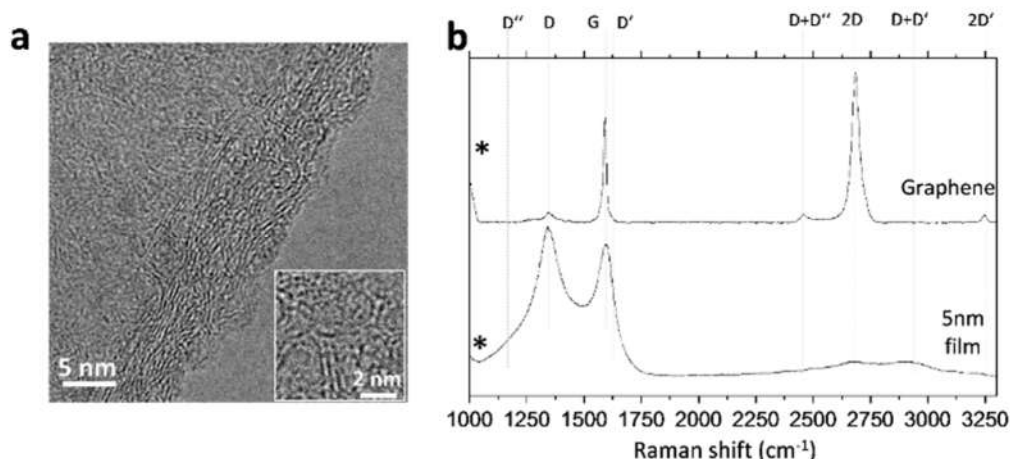 a
5 nm
2 nm
b
D″ D G D′ D+D″ 2D D+D′ 2D′
*
Graphene
*
5nm
film
1000 1250 1500 1750 2000 2250 2500 2750 3000 3250
Raman shift (cm⁻¹)